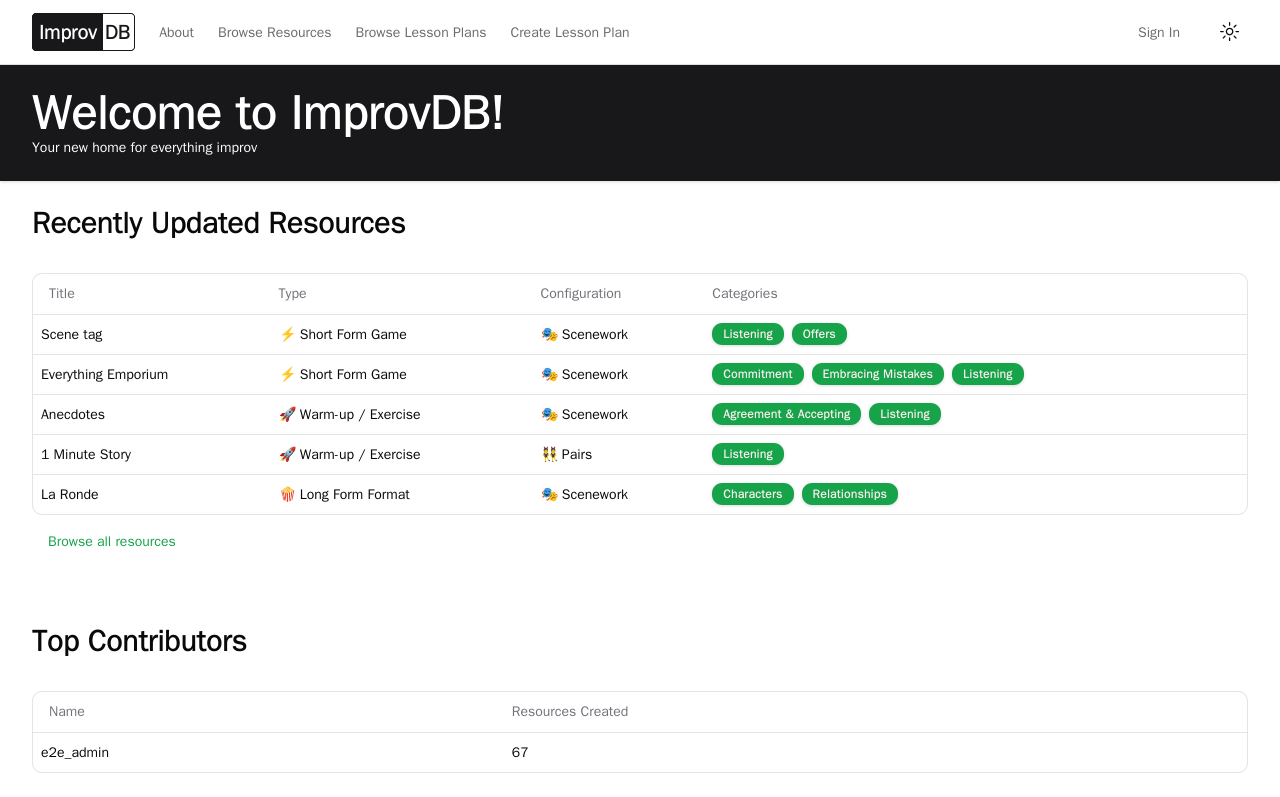 Improv DB About Browse Resources Browse Lesson Plans Create Lesson Plan Sign In
Welcome to ImprovDB!
Your new home for everything improv
Recently Updated Resources
Title Type Configuration Categories
Scene tag ⚡ Short Form Game 🎭 Scenework Listening Offers
Everything Emporium ⚡ Short Form Game 🎭 Scenework Commitment Embracing Mistakes Listening
Anecdotes 🚀 Warm-up / Exercise 🎭 Scenework Agreement & Accepting Listening
1 Minute Story 🚀 Warm-up / Exercise 👯 Pairs Listening
La Ronde 🍿 Long Form Format 🎭 Scenework Characters Relationships
Browse all resources
Top Contributors
Name Resources Created
e2e_admin 67